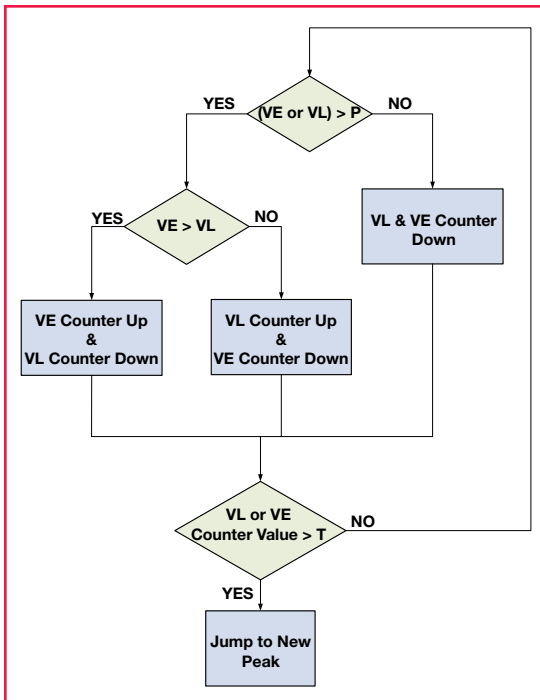 (VE or VL) > P
YES
NO
VE > VL
YES
NO
VL & VE Counter
Down
VE Counter Up
&
VL Counter Down
VL Counter Up
&
VE Counter Down
VL or VE
Counter Value > T
NO
YES
Jump to New
Peak